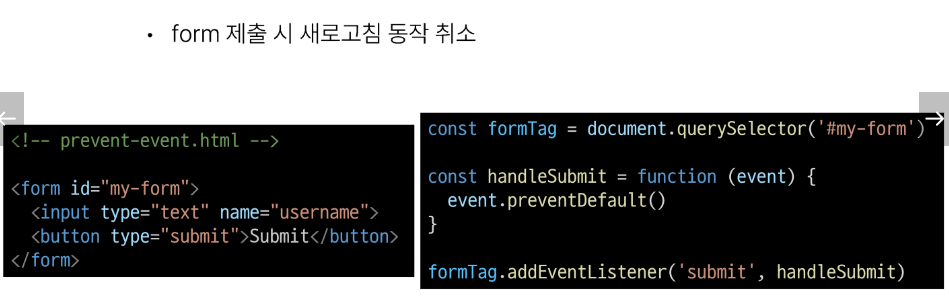 • form 제출 시 새로고침 동작 취소
<!-- prevent-event.html -->
<form id="my-form">
  <input type="text" name="username">
  <button type="submit">Submit</button>
</form>
const formTag = document.querySelector('#my-form')
const handleSubmit = function (event) {
  event.preventDefault()
}
formTag.addEventListener('submit', handleSubmit)